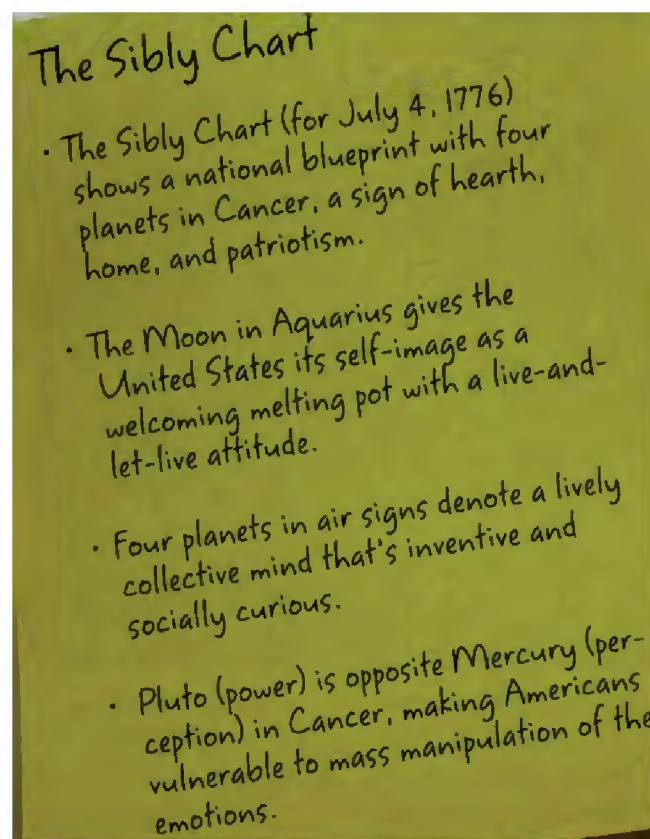 The Sibly Chart
· The Sibly Chart (for July 4, 1776)
shows a national blueprint with four
planets in Cancer, a sign of hearth,
home, and patriotism.
· The Moon in Aquarius gives the
United States its self-image as a
welcoming melting pot with a live-and-
let-live attitude.
· Four planets in air signs denote a lively
collective mind that's inventive and
socially curious.
· Pluto (power) is opposite Mercury (per-
ception) in Cancer, making Americans
vulnerable to mass manipulation of the
emotions.